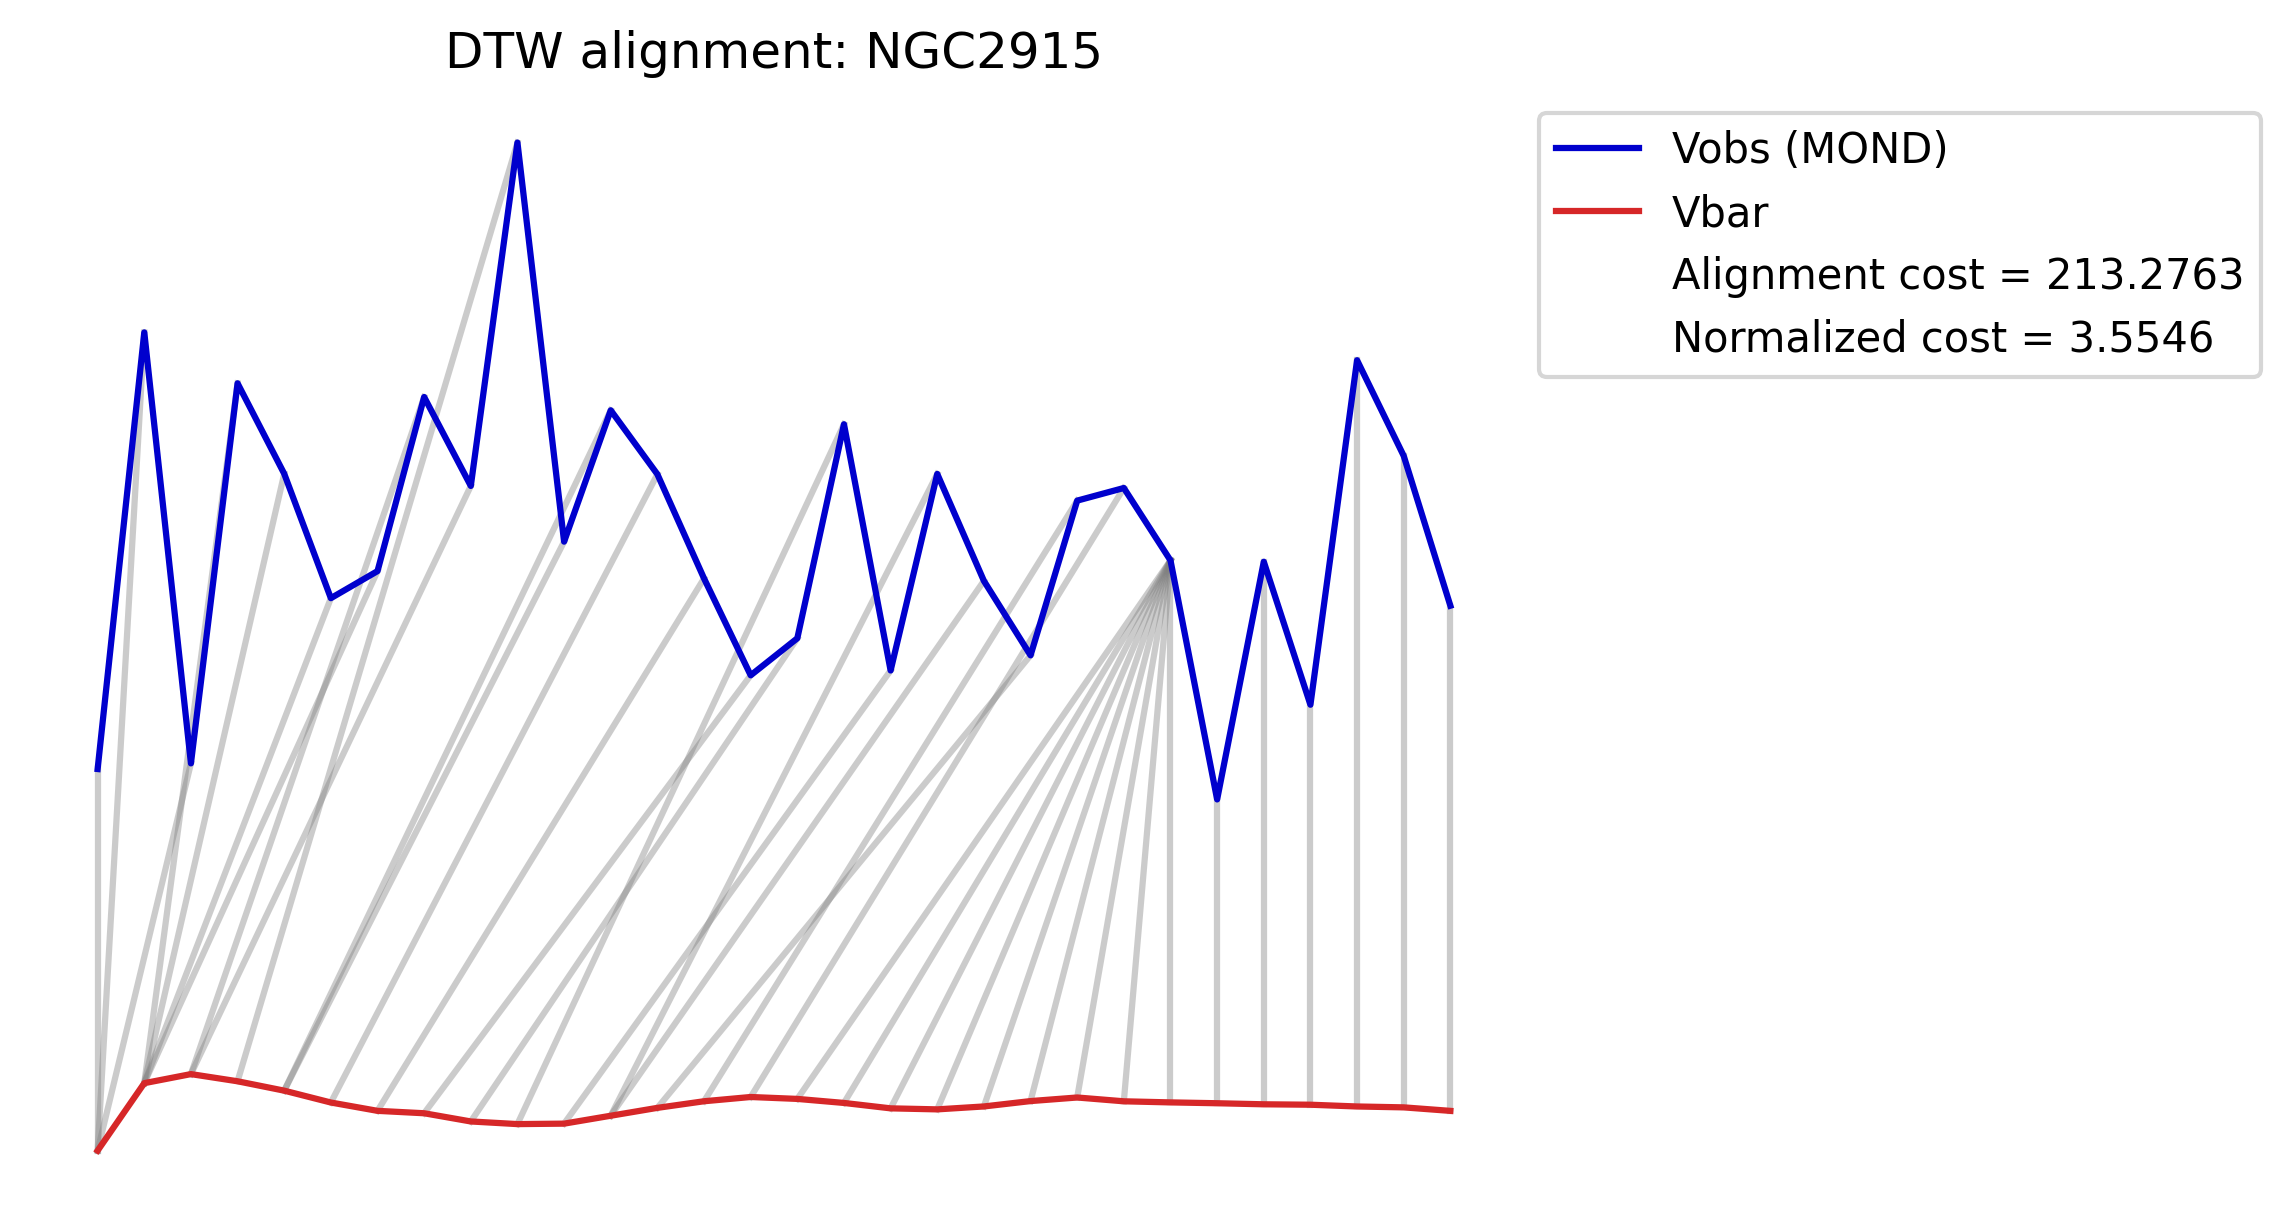 DTW alignment: NGC2915
Vobs (MOND)
Vbar
Alignment cost = 213.2763
Normalized cost = 3.5546